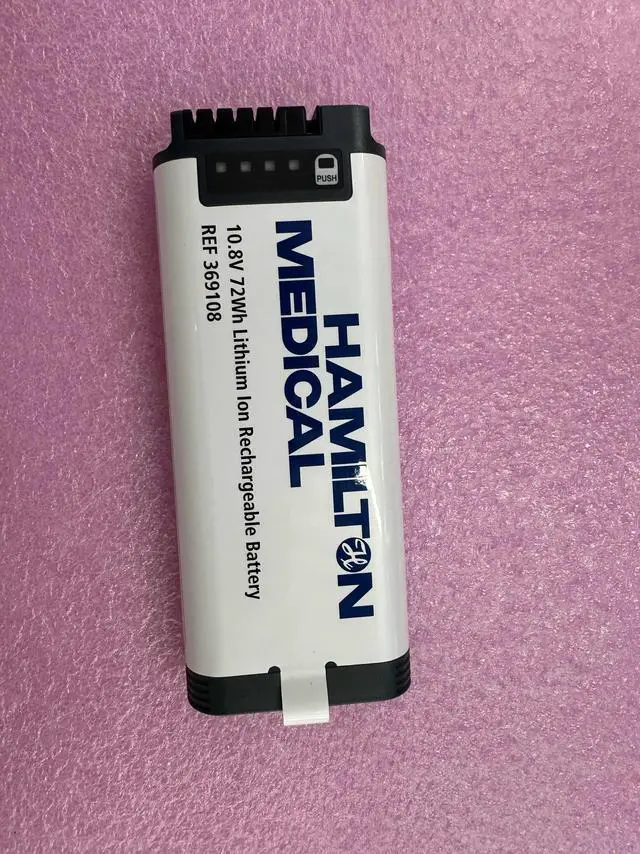 HAMILTON
MEDICAL
10.8V 72Wh Lithium Ion Rechargeable Battery
REF 369108
PUSH